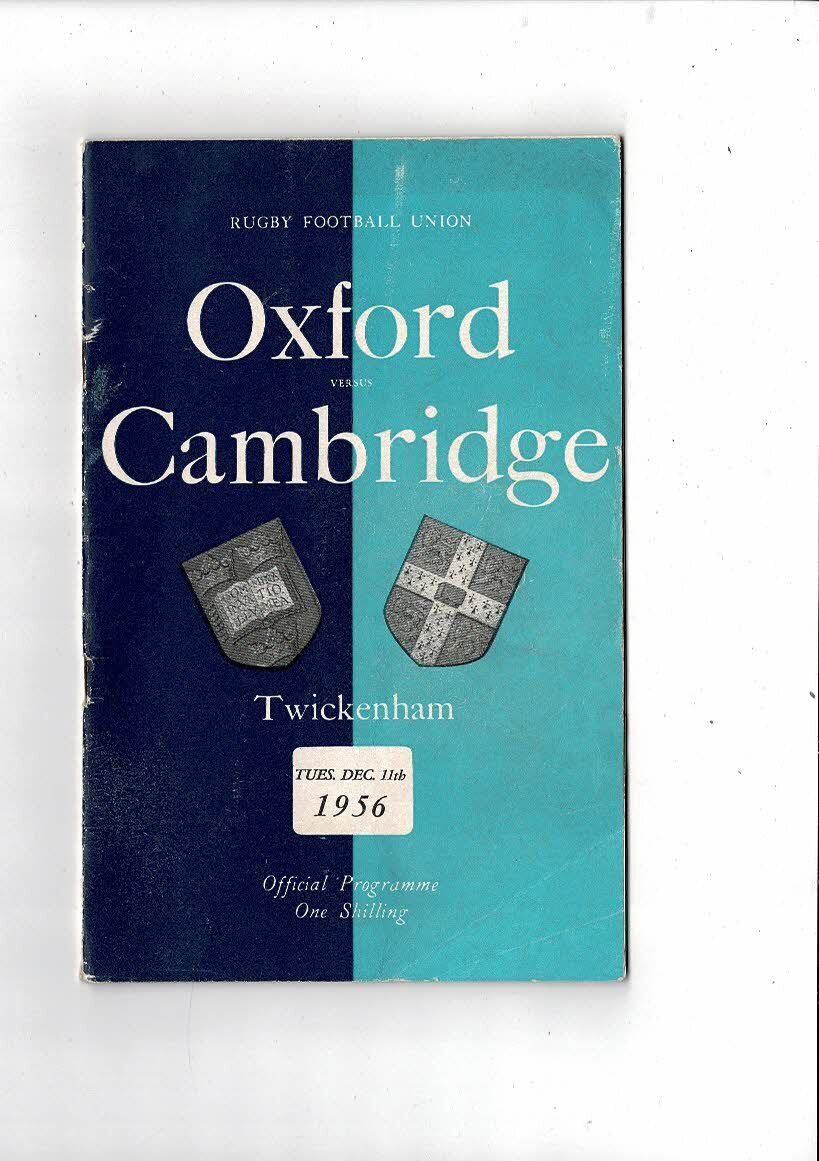 RUGBY FOOTBALL UNION
Oxford
VERSUS
Cambridge
Twickenham
TUES. DEC. 11th
1956
Official Programme
One Shilling